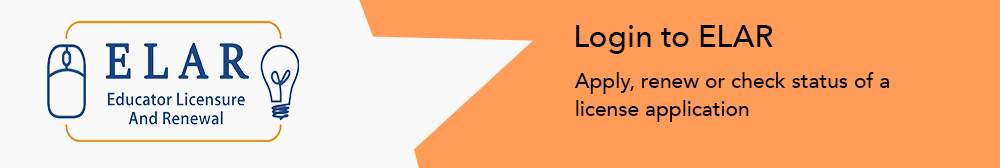 ELAR
Educator Licensure
And Renewal
Login to ELAR
Apply, renew or check status of a
license application